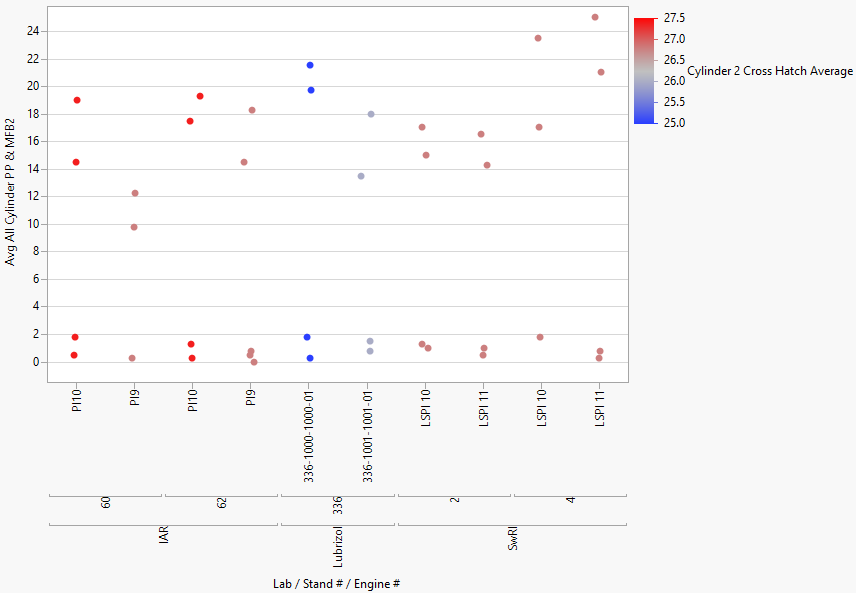 27.5
27.0
26.5
26.0
25.5
25.0
Cylinder 2 Cross Hatch Average
Avg All Cylinder PP & MFB2
24
22
20
18
16
14
12
10
8
6
4
2
0
PI10
PI9
PI10
PI9
336-1000-1000-01
336-1001-1001-01
LSPI 10
LSPI 11
LSPI 10
LSPI 11
60
62
336
2
4
IAR
Lubrizol
SwRI
Lab / Stand # / Engine #